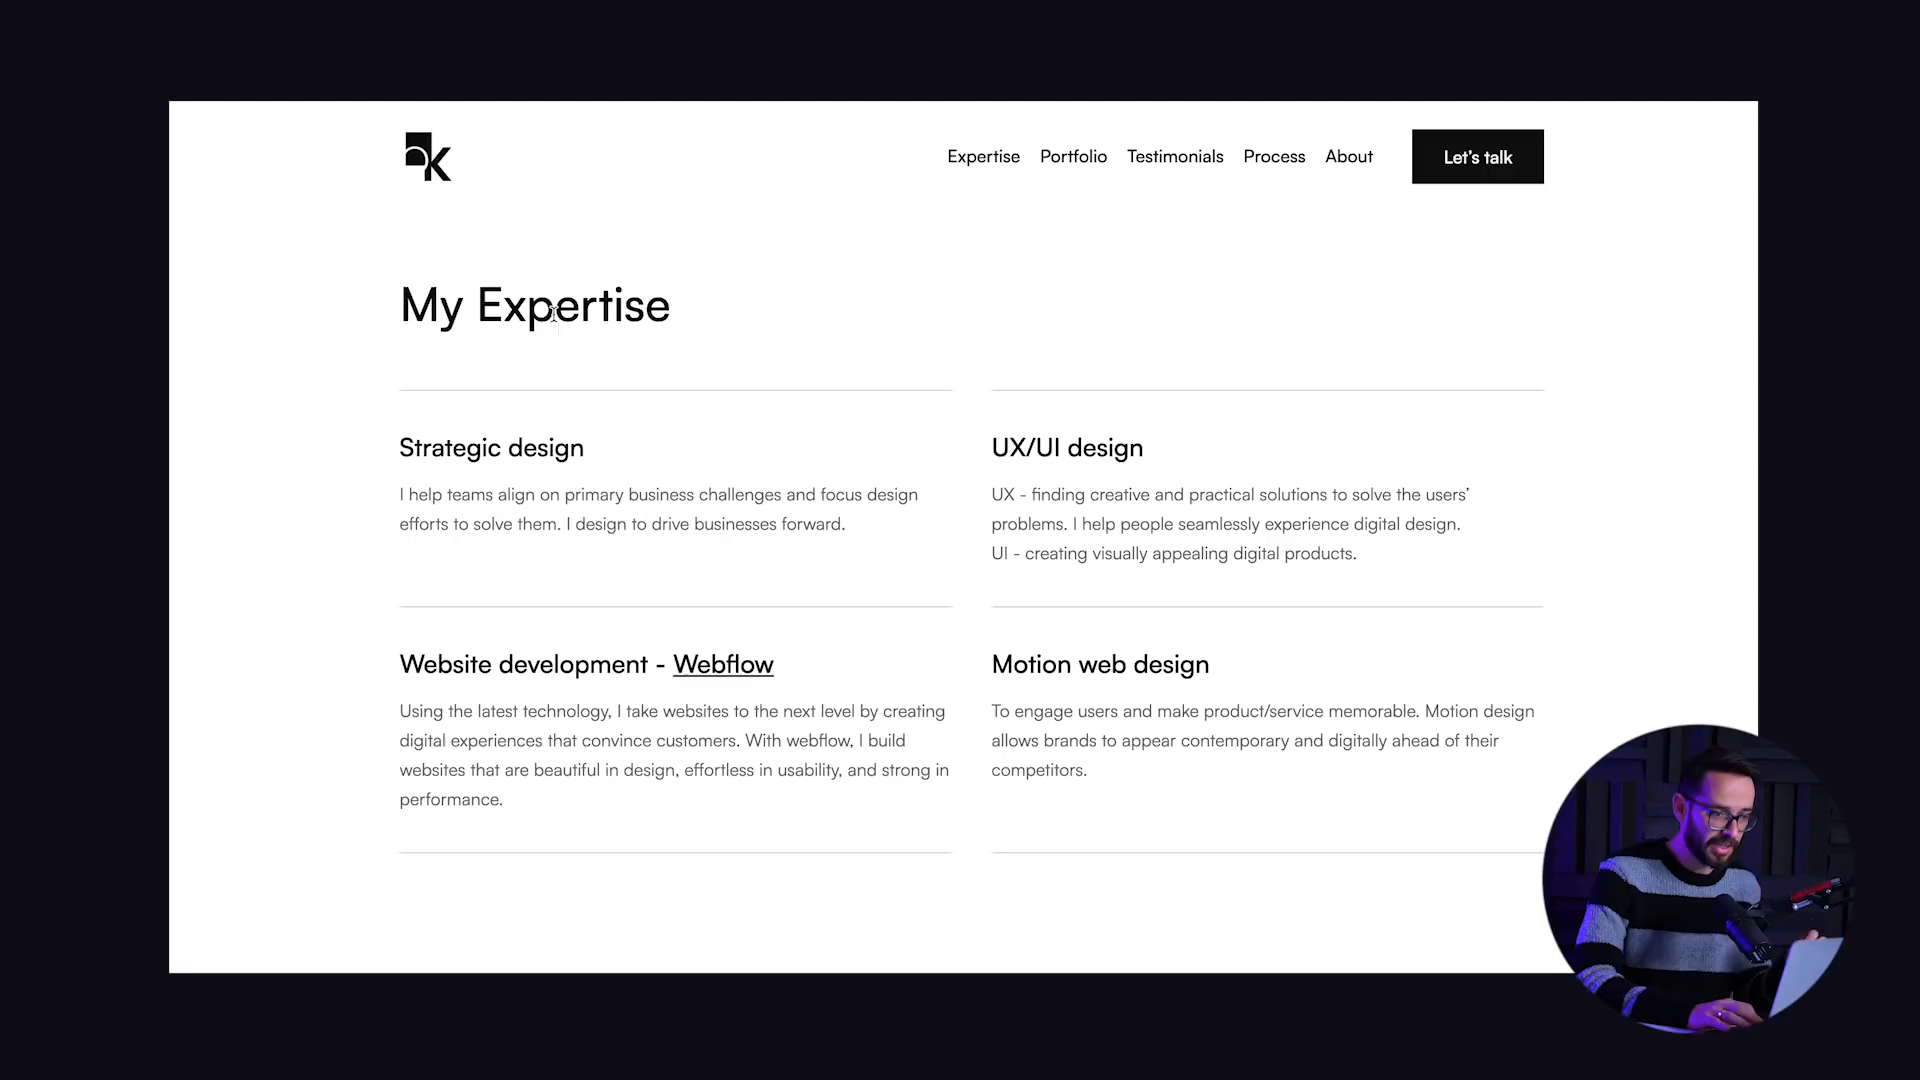 K
Expertise Portfolio Testimonials Process About Let's talk
My Expertise
Strategic design
I help teams align on primary business challenges and focus design
efforts to solve them. I design to drive businesses forward.
UX/UI design
UX - finding creative and practical solutions to solve the users’
problems. I help people seamlessly experience digital design.
UI - creating visually appealing digital products.
Website development - Webflow
Using the latest technology, I take websites to the next level by creating
digital experiences that convince customers. With webflow, I build
websites that are beautiful in design, effortless in usability, and strong in
performance.
Motion web design
To engage users and make product/service memorable. Motion design
allows brands to appear contemporary and digitally ahead of their
competitors.